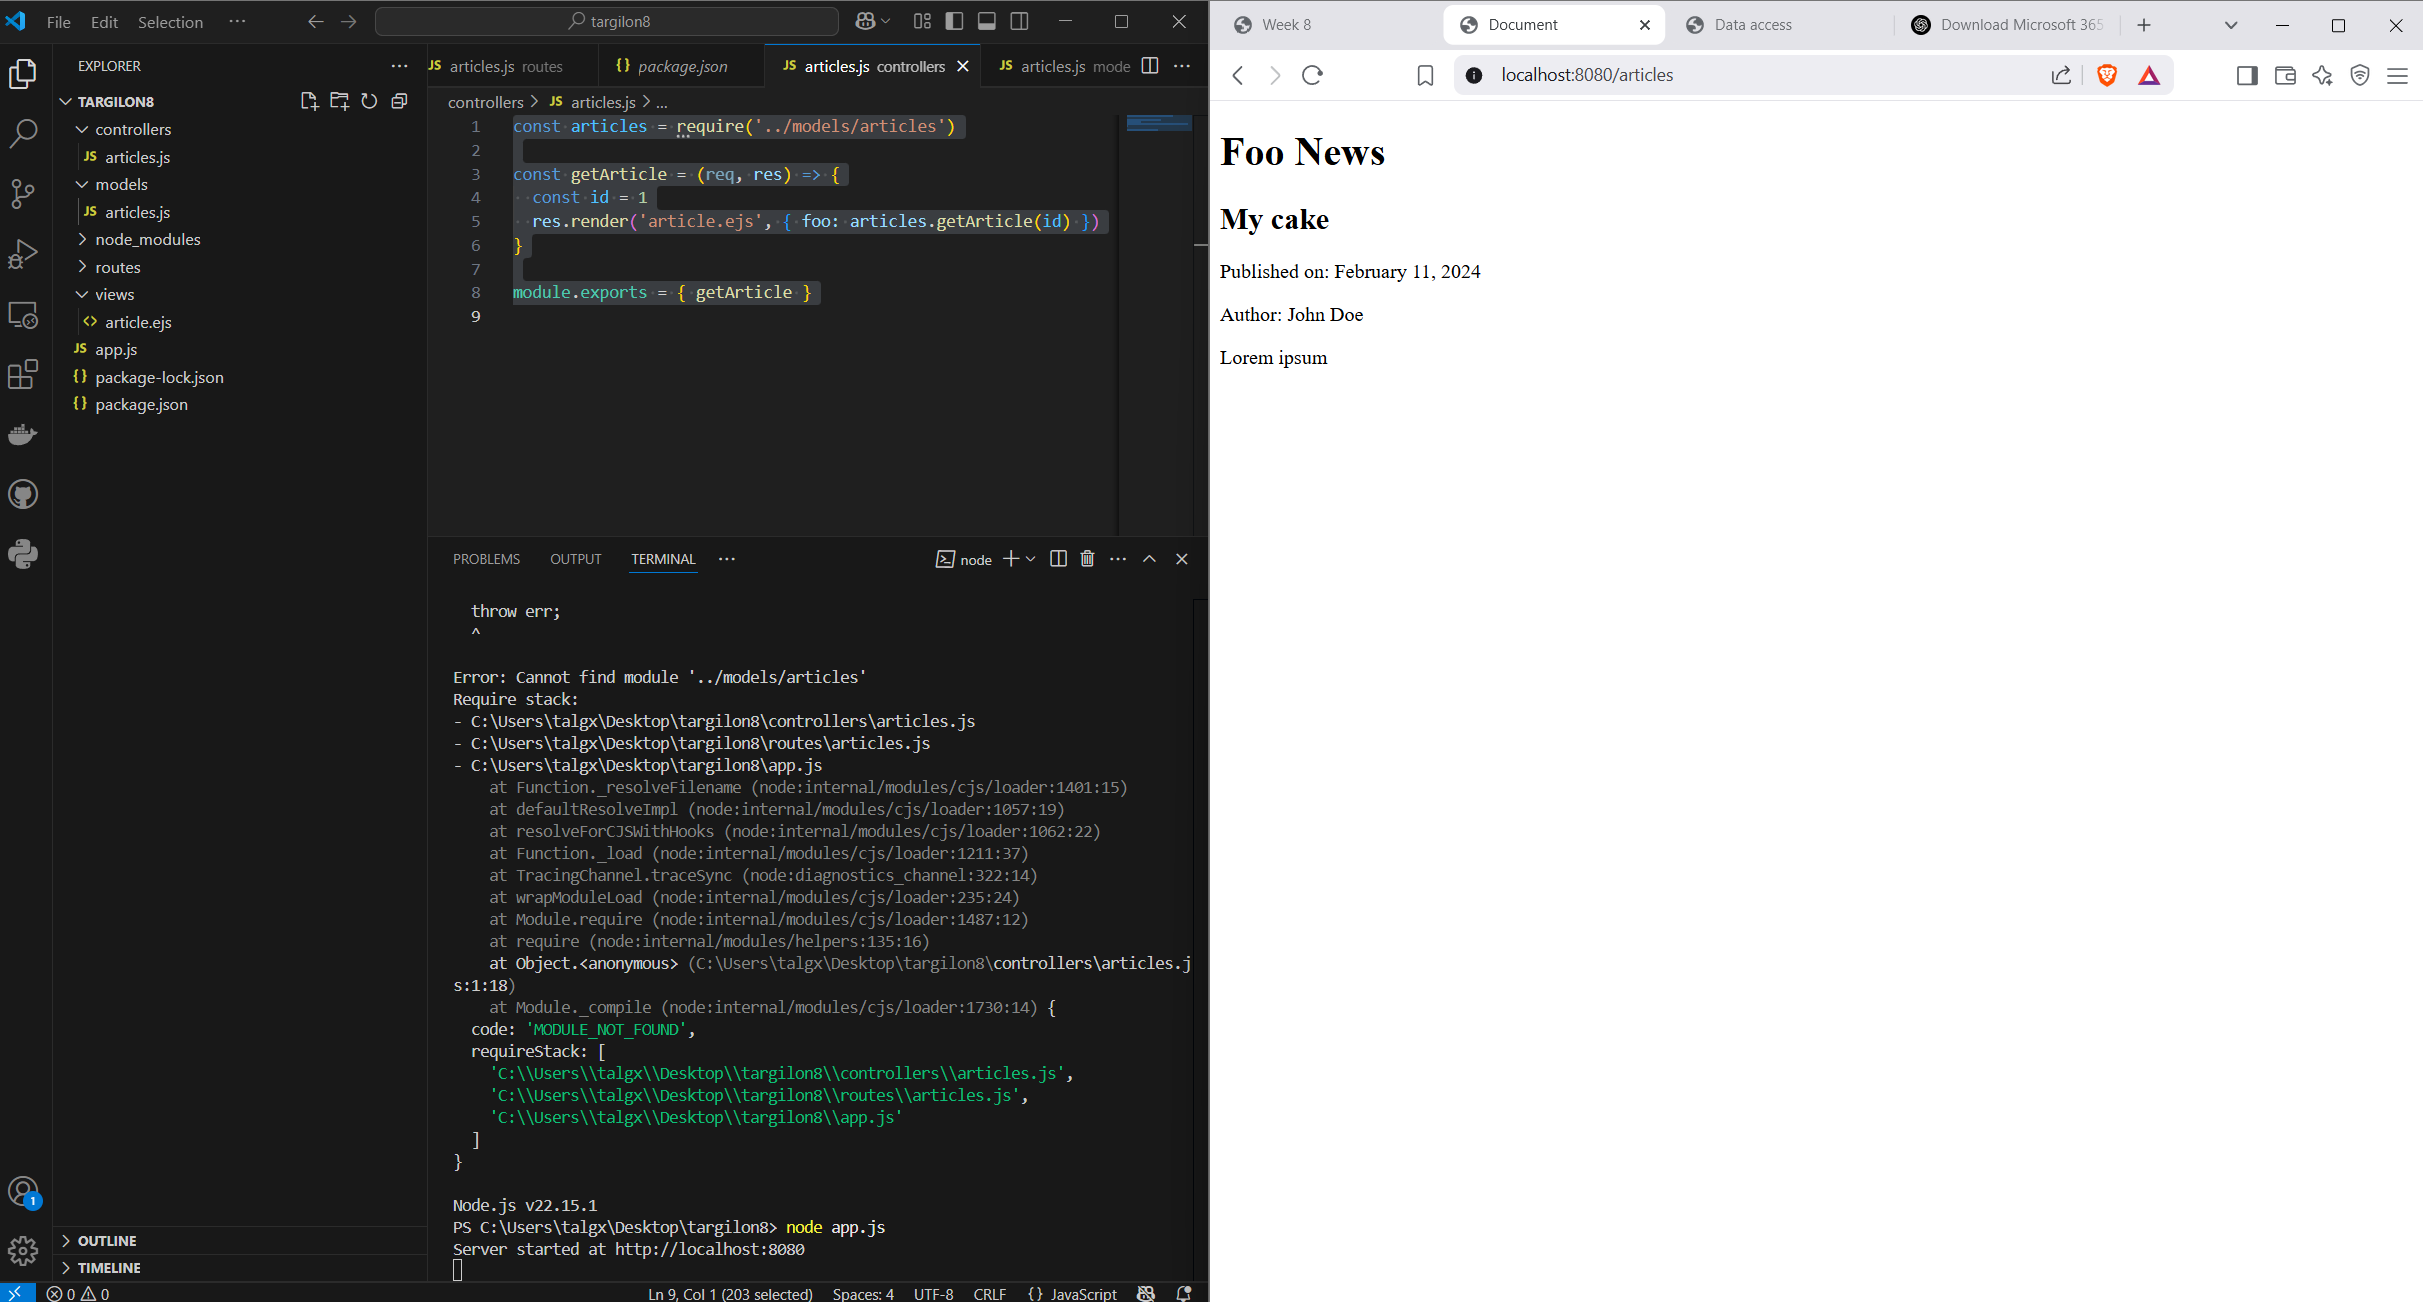 File Edit Selection ··· targilon8
EXPLORER
TARGILON8
controllers
JS articles.js
models
JS articles.js
node_modules
routes
views
<> article.ejs
JS app.js
{} package-lock.json
{} package.json
OUTLINE
TIMELINE
JS articles.js routes {} package.json JS articles.js controllers JS articles.js mode
controllers > JS articles.js > ...
1 const articles = require('../models/articles')
2
3 const getArticle = (req, res) => {
4 const id = 1
5 res.render('article.ejs', { foo: articles.getArticle(id) })
6 }
7
8 module.exports = { getArticle }
9
PROBLEMS OUTPUT TERMINAL ··· node
throw err;
^
Error: Cannot find module '../models/articles'
Require stack:
- C:\Users\talgx\Desktop\targilon8\controllers\articles.js
- C:\Users\talgx\Desktop\targilon8\routes\articles.js
- C:\Users\talgx\Desktop\targilon8\app.js
at Function._resolveFilename (node:internal/modules/cjs/loader:1401:15)
at defaultResolveImpl (node:internal/modules/cjs/loader:1057:19)
at resolveForCJSWithHooks (node:internal/modules/cjs/loader:1062:22)
at Function._load (node:internal/modules/cjs/loader:1211:37)
at TracingChannel.traceSync (node:diagnostics_channel:322:14)
at wrapModuleLoad (node:internal/modules/cjs/loader:235:24)
at Module.require (node:internal/modules/cjs/loader:1487:12)
at require (node:internal/modules/helpers:135:16)
at Object.<anonymous> (C:\Users\talgx\Desktop\targilon8\controllers\articles.j
s:1:18)
at Module._compile (node:internal/modules/cjs/loader:1730:14) {
code: 'MODULE_NOT_FOUND',
requireStack: [
'C:\\Users\\talgx\\Desktop\\targilon8\\controllers\\articles.js',
'C:\\Users\\talgx\\Desktop\\targilon8\\routes\\articles.js',
'C:\\Users\\talgx\\Desktop\\targilon8\\app.js'
]
}
Node.js v22.15.1
PS C:\Users\talgx\Desktop\targilon8> node app.js
Server started at http://localhost:8080
1
0 0 Ln 9, Col 1 (203 selected) Spaces: 4 UTF-8 CRLF {} JavaScript
Week 8 Document Data access Download Microsoft 365
localhost:8080/articles
Foo News
My cake
Published on: February 11, 2024
Author: John Doe
Lorem ipsum